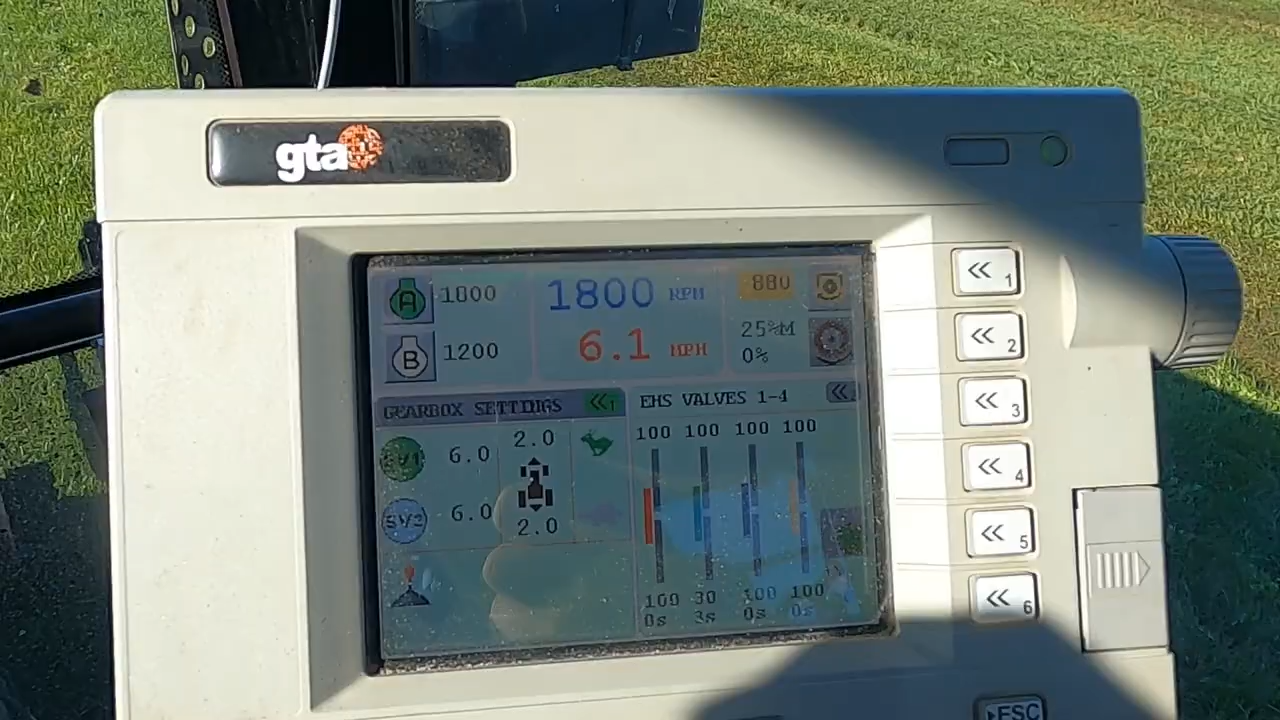 gta
A 1800
1800 RPM
880
B 1200
6.1 MPH
25%M
0%
GEARBOX SETTINGS «1
EHS VALVES 1-4 «
100 100 100 100
SV1 6.0
2.0
SV2 6.0
2.0
100 30 100 100
0s 3s 0s 0s
« 1
« 2
« 3
« 4
« 5
« 6
ESC